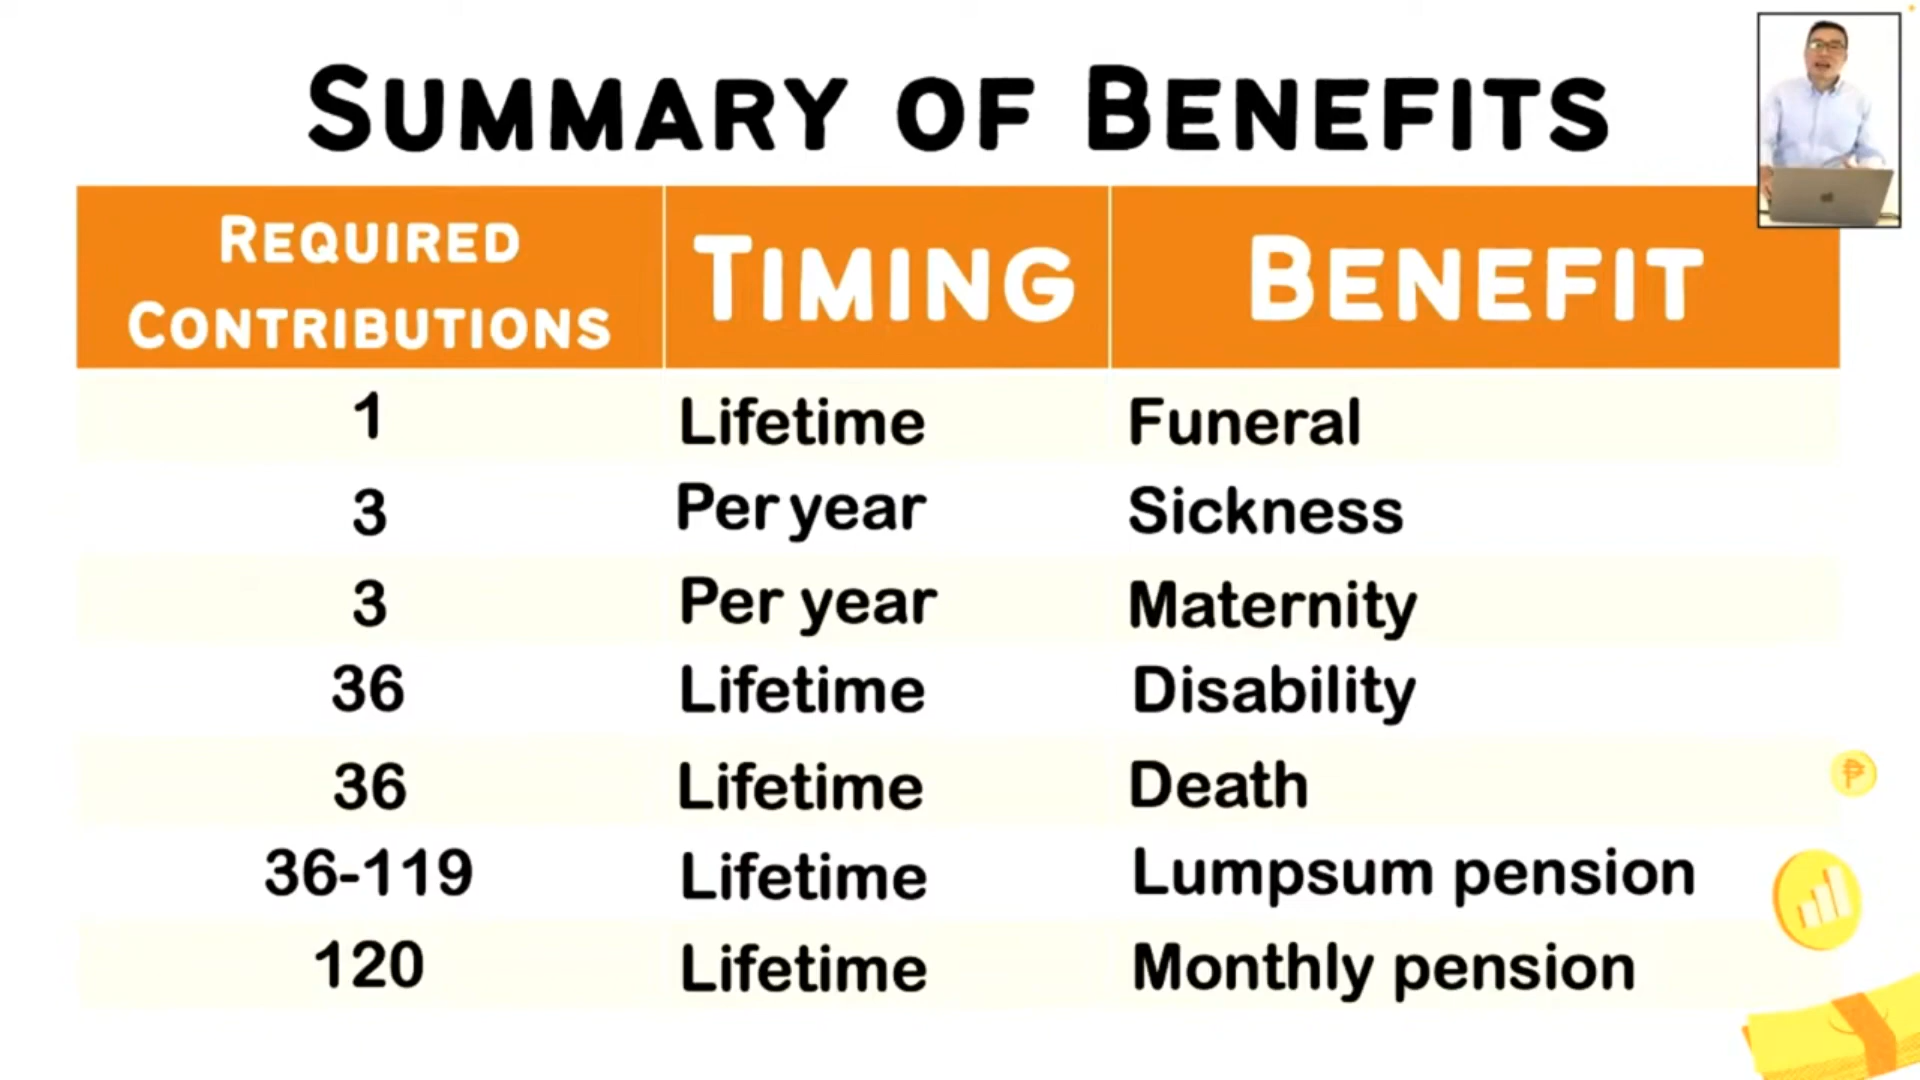 SUMMARY OF BENEFITS
REQUIRED
CONTRIBUTIONS
TIMING
BENEFIT
1 Lifetime Funeral
3 Per year Sickness
3 Per year Maternity
36 Lifetime Disability
36 Lifetime Death
36-119 Lifetime Lumpsum pension
120 Lifetime Monthly pension